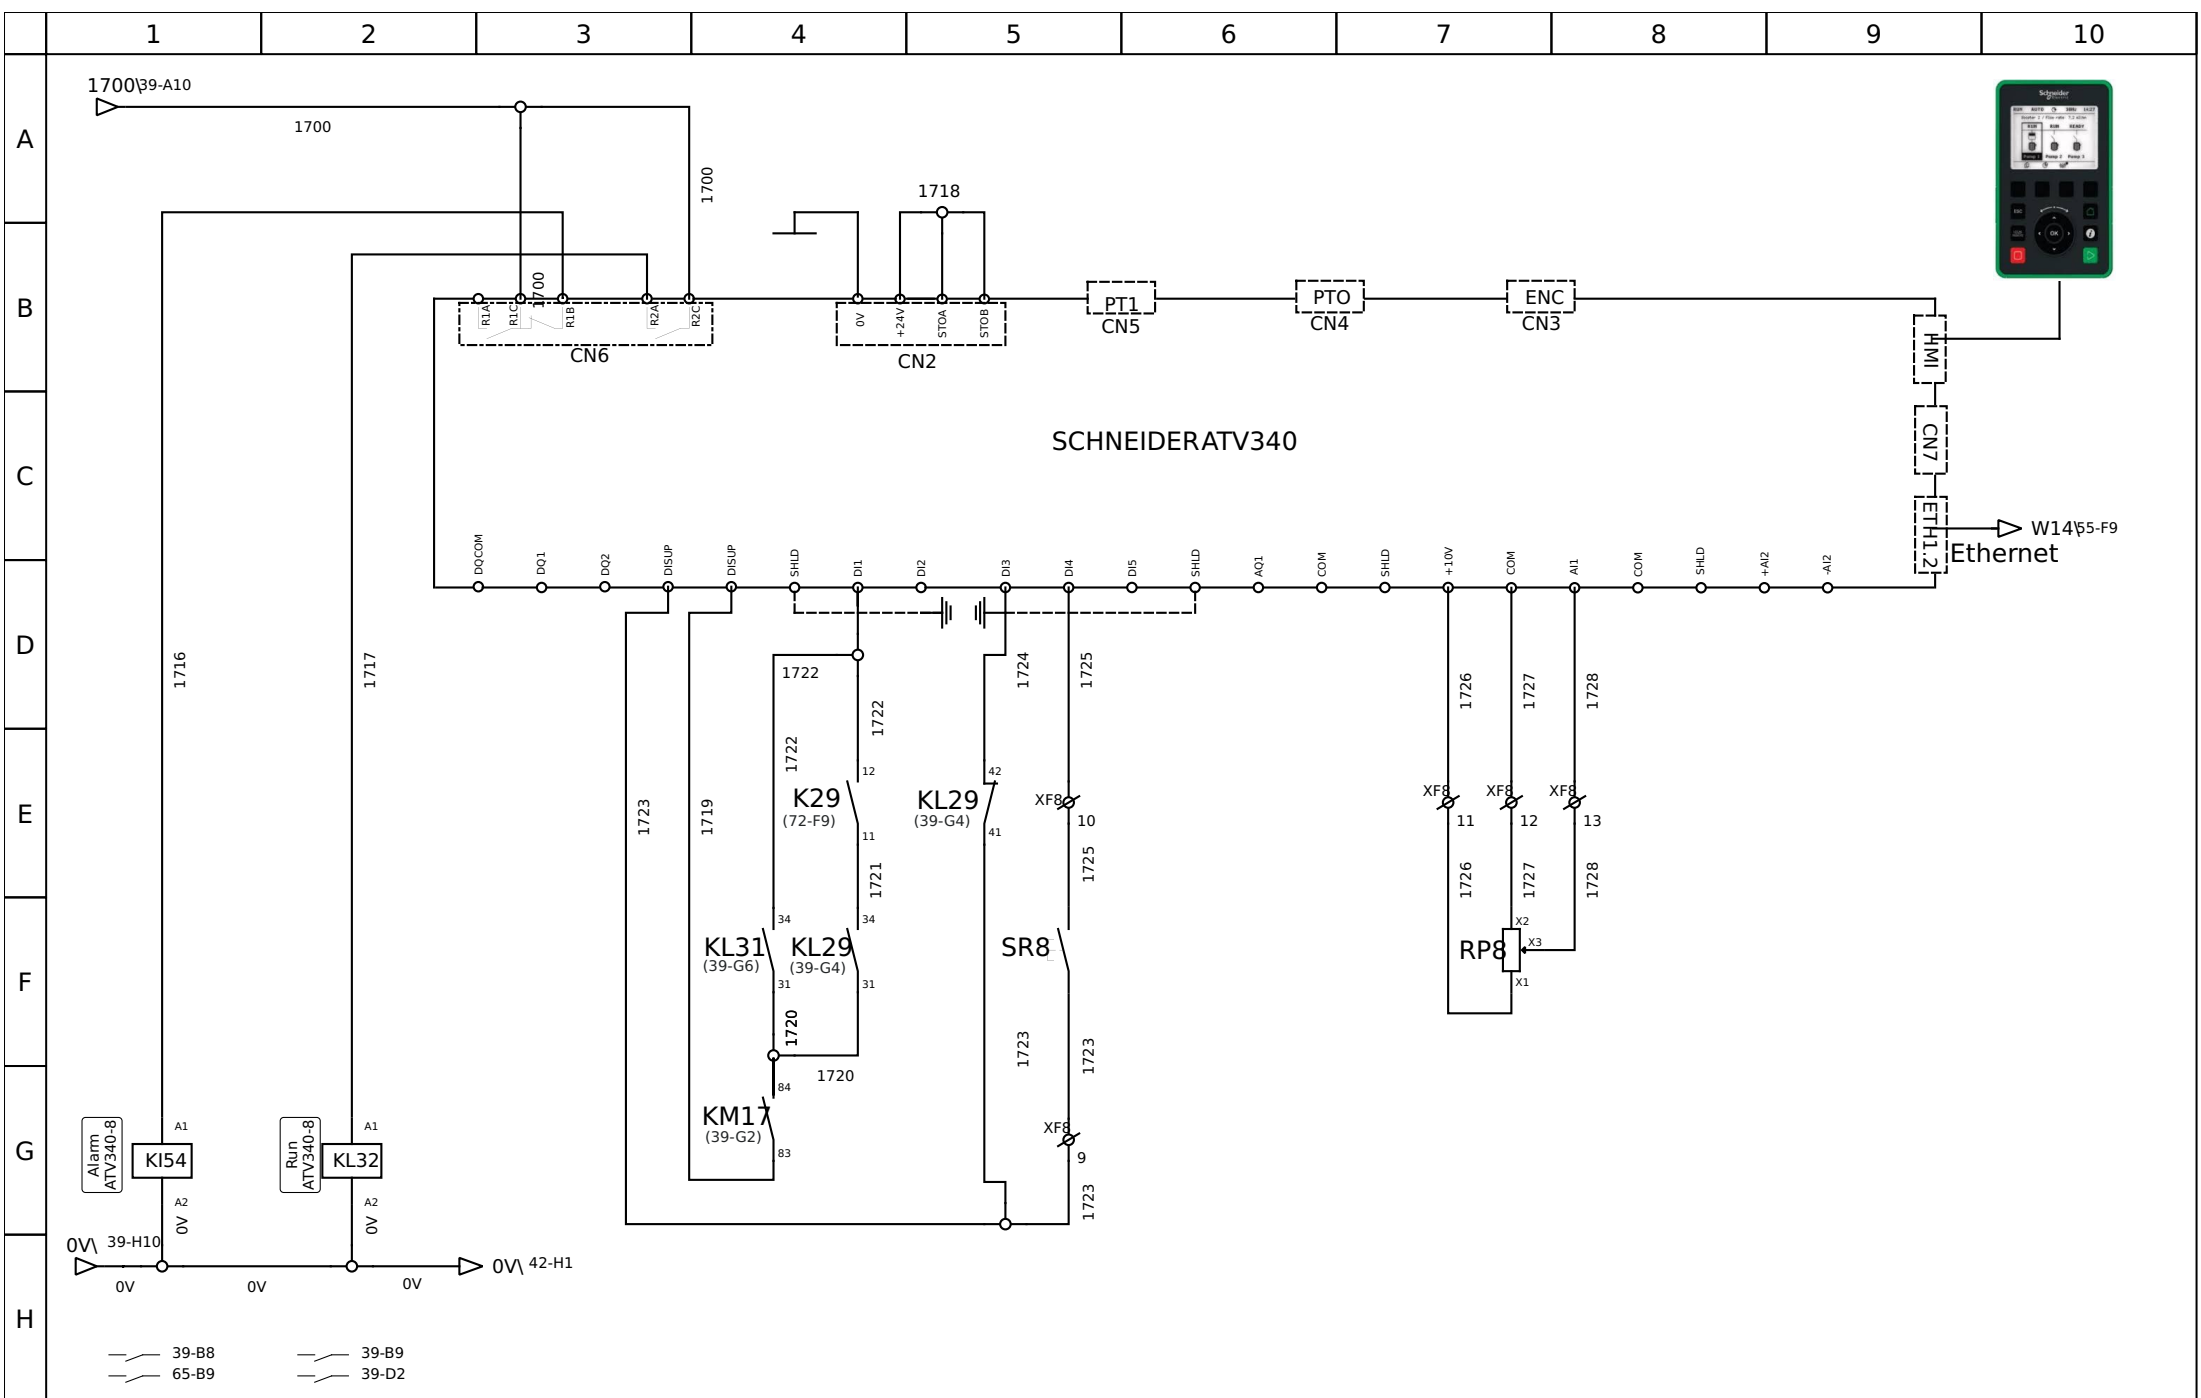 1 2 3 4 5 6 7 8 9 10
1700\39-A10
1700
A
1700
1718
Schneider
1700
B
R1A R1C R1B R2A R2C
0V +24V STOA STOB
PT1
PTO
ENC
CN6
CN2
CN5
CN4
CN3
HMI
ESC
OK
SCHNEIDERATV340
CN7
C
ETH1.2
W14\55-F9
Ethernet
DQCOM DQ1 DQ2 DISUP DISUP SHLD DI1 DI2 DI3 DI4 DI5 SHLD AQ1 COM SHLD +10V COM AI1 COM SHLD +AI2 -AI2
D
1716
1717
1722
1724
1725
1726
1727
1728
1722
1722
E
1723
1719
12
K29
(72-F9)
11
42
KL29
(39-G4)
41
XF8
10
XF8
11
XF8
12
XF8
13
1721
1725
1726
1727
1728
F
34
KL31
(39-G6)
31
34
KL29
(39-G4)
31
SR8
X2
RP8
X3
X1
1720
1720
1723
1723
G
84
KM17
(39-G2)
83
XF8
9
1723
Alarm
ATV340-8
A1
KI54
A2
0V
Run
ATV340-8
A1
KL32
A2
0V
0V\ 39-H10
0V\ 42-H1
0V
0V
0V
H
39-B8
65-B9
39-B9
39-D2